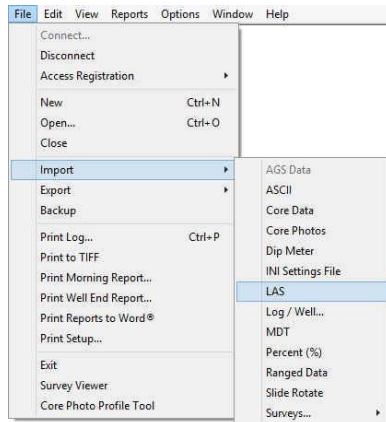 File Edit View Reports Options Window Help
Connect...
Disconnect
Access Registration
New Ctrl+N
Open... Ctrl+O
Close
Import
Export
Backup
Print Log... Ctrl+P
Print to TIFF
Print Morning Report...
Print Well End Report...
Print Reports to Word®
Print Setup...
Exit
Survey Viewer
Core Photo Profile Tool
AGS Data
ASCII
Core Data
Core Photos
Dip Meter
INI Settings File
LAS
Log / Well...
MDT
Percent (%)
Ranged Data
Slide Rotate
Surveys...